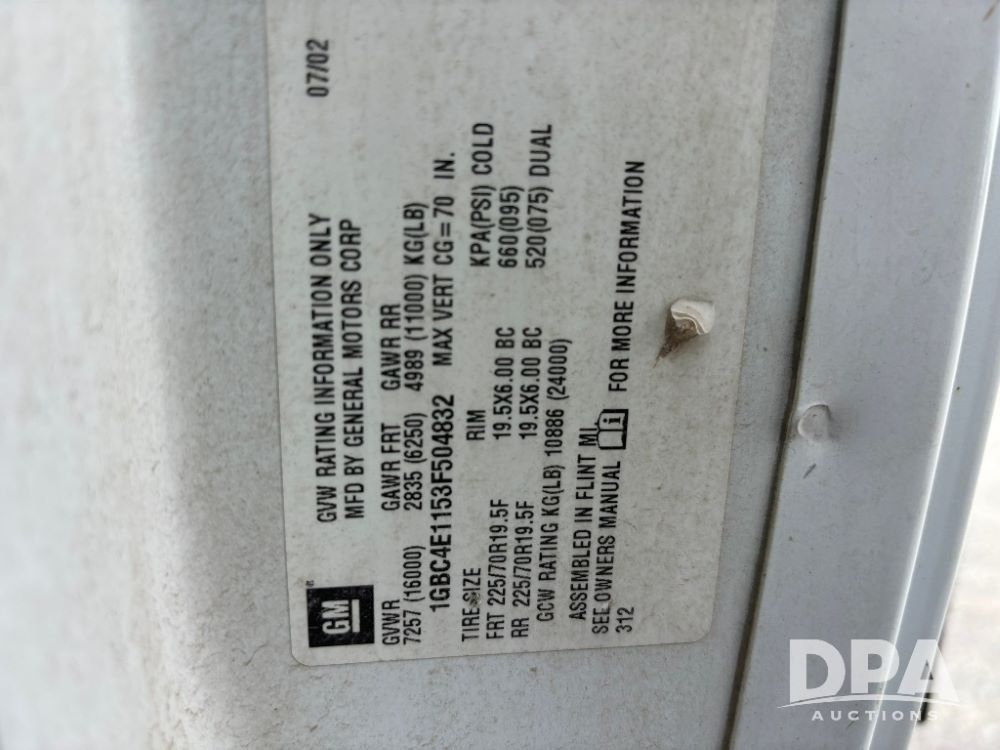 GM
GVW RATING INFORMATION ONLY 07/02
MFD BY GENERAL MOTORS CORP
GVWR GAWR FRT GAWR RR
7257 (16000) 2835 (6250) 4989 (11000) KG(LB)
1GBC4E1153F504832 MAX VERT CG=70 IN.
TIRE SIZE RIM KPA(PSI) COLD
FRT 225/70R19.5F 19.5X6.00 BC 660(095)
RR 225/70R19.5F 19.5X6.00 BC 520(075) DUAL
GCW RATING KG(LB) 10886 (24000)
ASSEMBLED IN FLINT MI
SEE OWNERS MANUAL FOR MORE INFORMATION
312
DPA
AUCTIONS